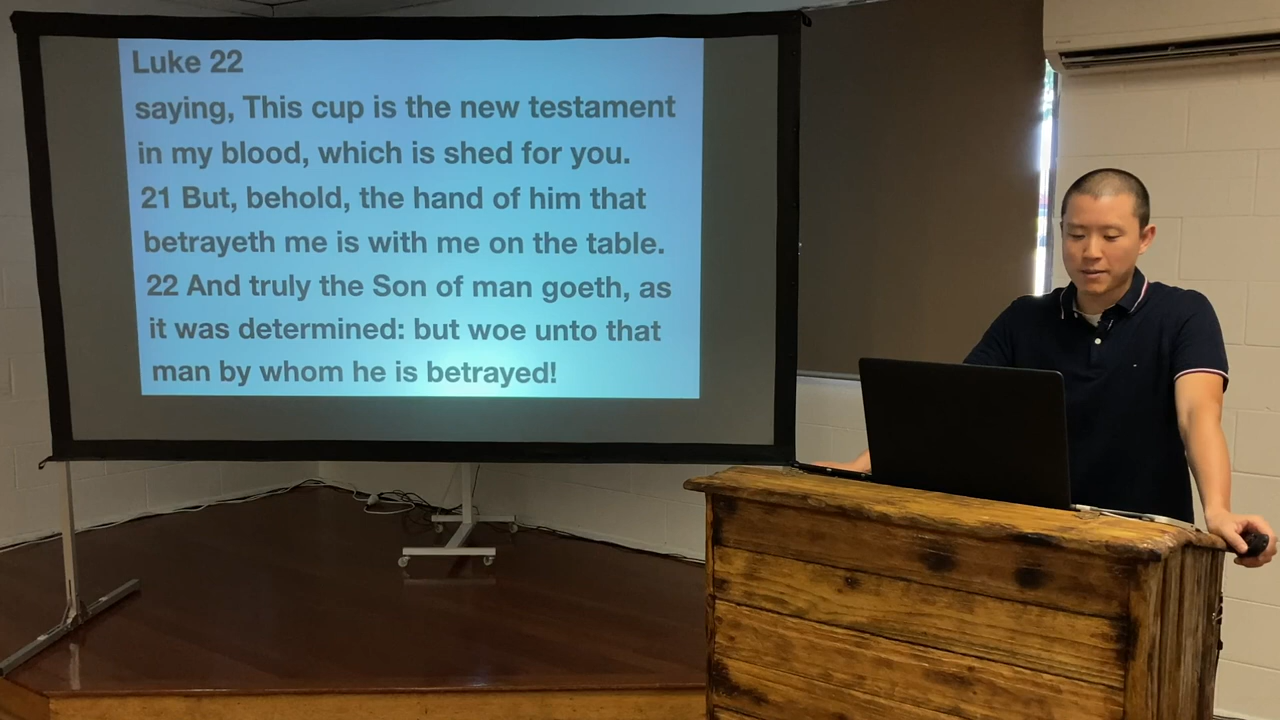 Luke 22
saying, This cup is the new testament
in my blood, which is shed for you.
21 But, behold, the hand of him that
betrayeth me is with me on the table.
22 And truly the Son of man goeth, as
it was determined: but woe unto that
man by whom he is betrayed!